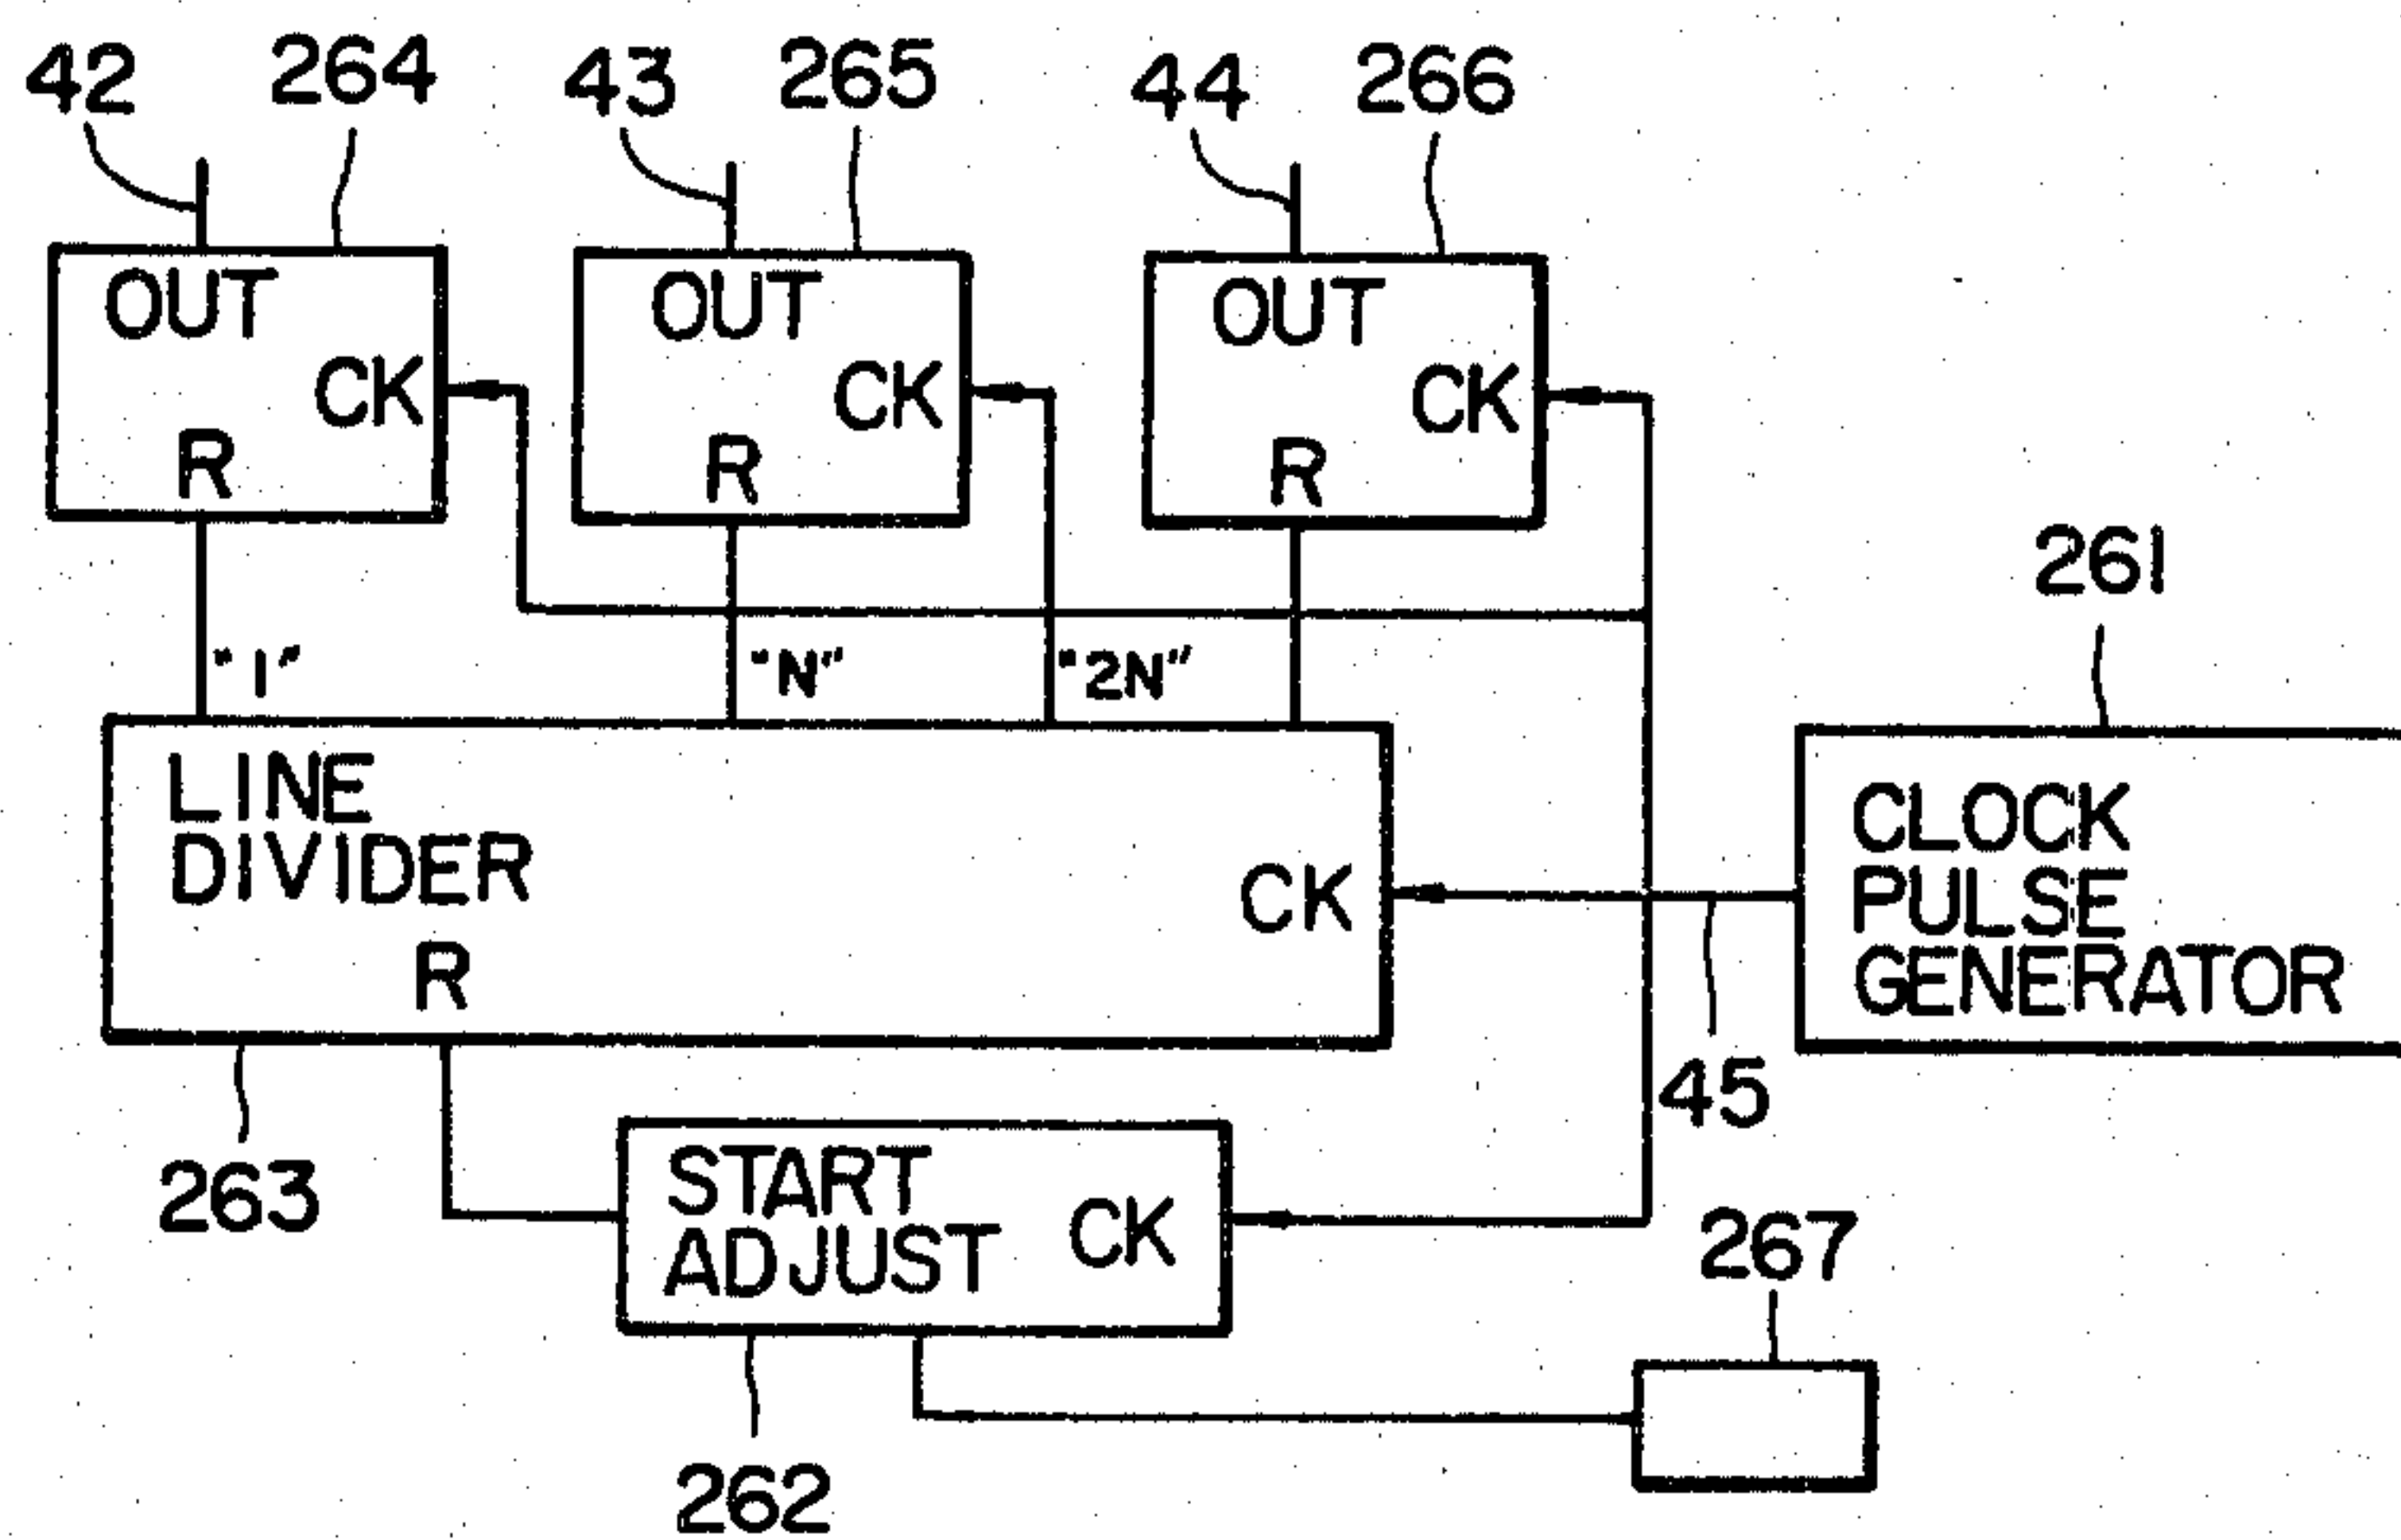 42
264
43
265
44
266
OUT
CK
R
OUT
CK
R
OUT
CK
R
261
"1"
"N"
"2N"
LINE
DIVIDER
CK
R
CLOCK
PULSE
GENERATOR
45
263
START
ADJUST
CK
267
262